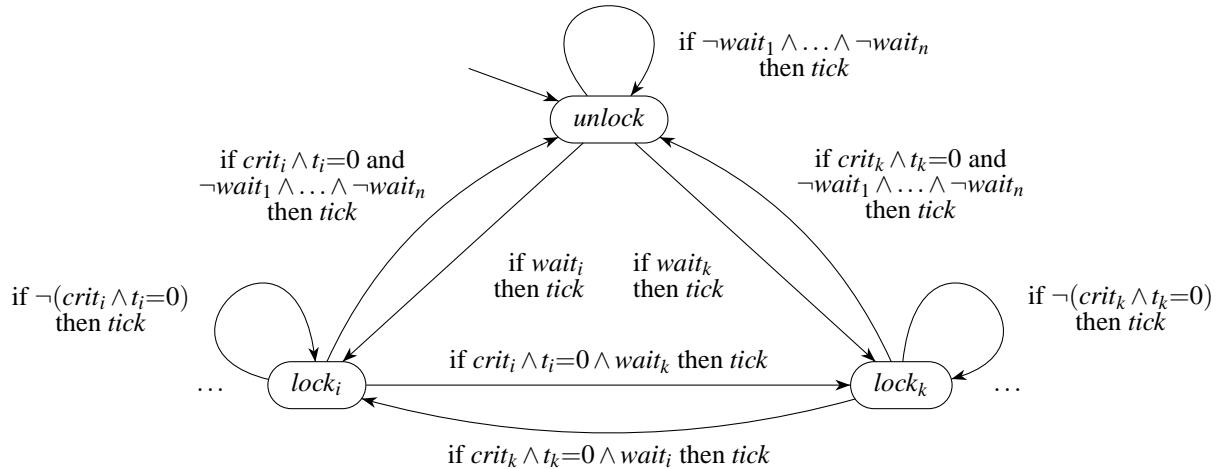 if ¬wait₁ ∧ … ∧ ¬waitₙ
then tick
unlock
if critᵢ ∧ tᵢ=0 and
¬wait₁ ∧ … ∧ ¬waitₙ
then tick
if critₖ ∧ tₖ=0 and
¬wait₁ ∧ … ∧ ¬waitₙ
then tick
if waitᵢ
then tick
if waitₖ
then tick
if ¬(critᵢ ∧ tᵢ=0)
then tick
if ¬(critₖ ∧ tₖ=0)
then tick
if critᵢ ∧ tᵢ=0 ∧ waitₖ then tick
…
lockᵢ
lockₖ
…
if critₖ ∧ tₖ=0 ∧ waitᵢ then tick